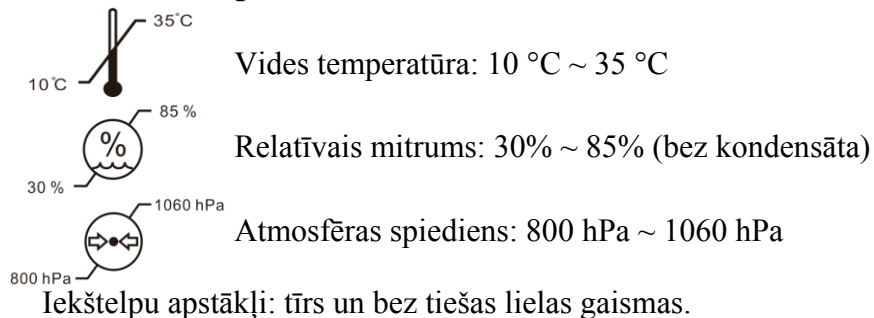 35°C
10°C
Vides temperatūra: 10 °C ~ 35 °C
85 %
%
30 %
Relatīvais mitrums: 30% ~ 85% (bez kondensāta)
1060 hPa
800 hPa
Atmosfēras spiediens: 800 hPa ~ 1060 hPa
Iekštelpu apstākļi: tīrs un bez tiešas lielas gaismas.